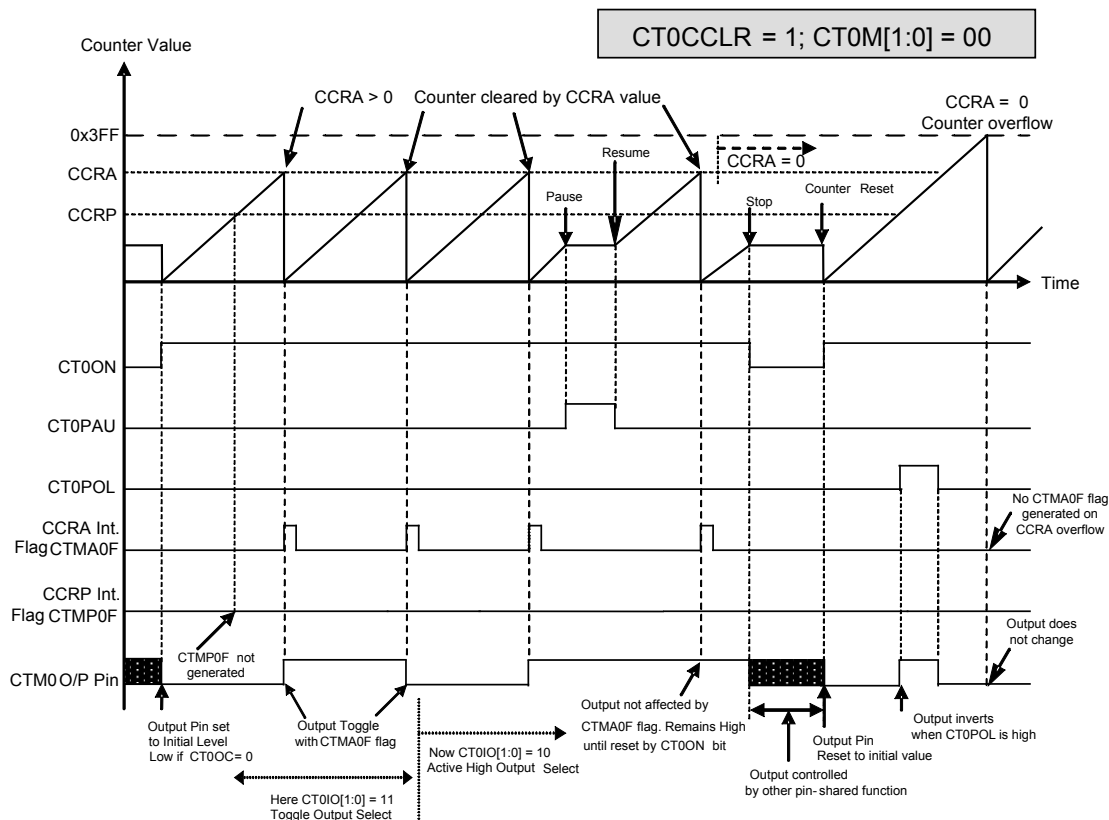 CT0CCLR = 1; CT0M[1:0] = 00
Counter Value
CCRA > 0
Counter cleared by CCRA value
CCRA = 0
Counter overflow
0x3FF
Resume
CCRA = 0
CCRA
Pause
Stop
Counter Reset
CCRP
Time
CT0ON
CT0PAU
CT0POL
No CTMA0F flag
generated on
CCRA overflow
CCRA Int.
Flag CTMA0F
CCRP Int.
Flag CTMP0F
CTMP0F not
generated
Output does
not change
CTM0 O/P Pin
Output Pin set
to Initial Level
Low if CT0OC= 0
Output Toggle
with CTMA0F flag
Output not affected by
CTMA0F flag. Remains High
until reset by CT0ON bit
Now CT0IO[1:0] = 10
Active High Output Select
Output Pin
Reset to initial value
Output inverts
when CT0POL is high
Output controlled
by other pin-shared function
Here CT0IO[1:0] = 11
Toggle Output Select